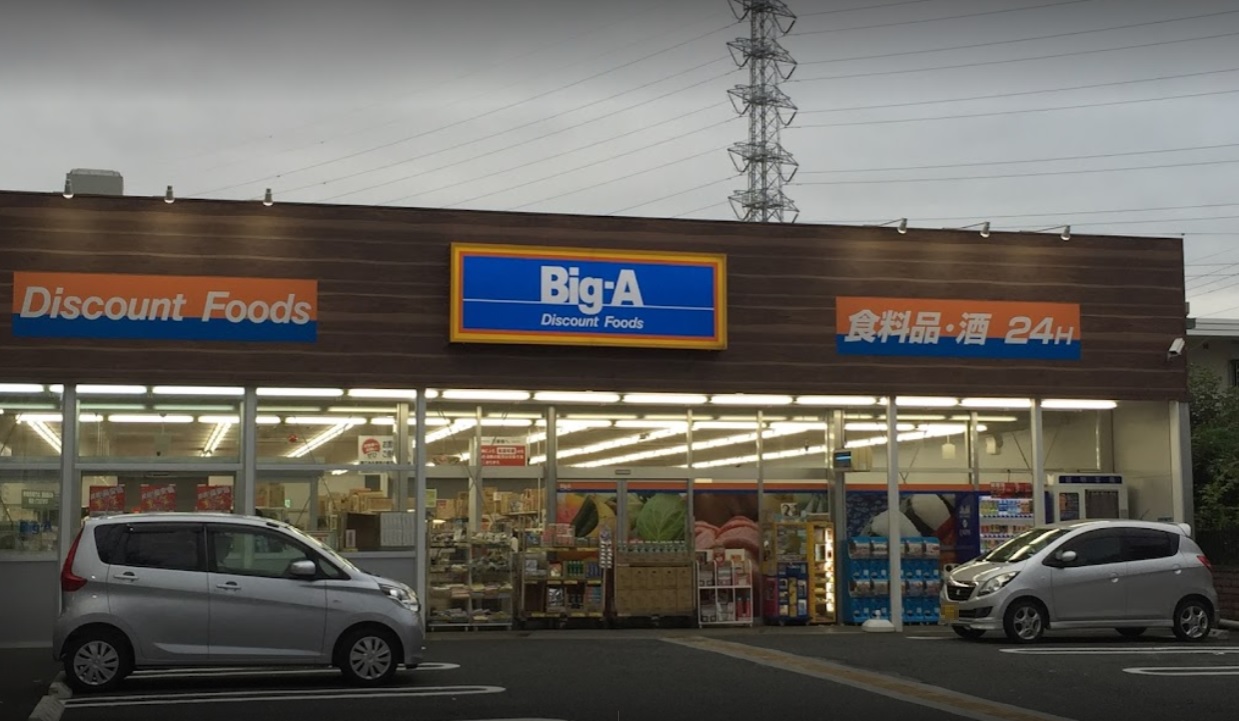 Discount Foods
Big-A
Discount Foods
食料品・酒 24H